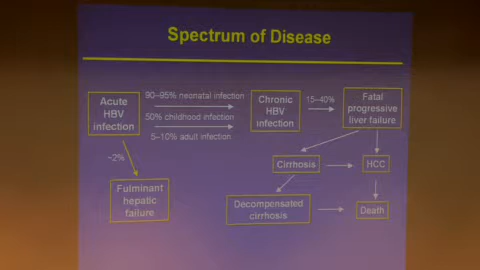 Spectrum of Disease
Acute
HBV
infection
90–95% neonatal infection
50% childhood infection
5–10% adult infection
Chronic
HBV
infection
15–40%
Fatal
progressive
liver failure
~2%
Fulminant
hepatic
failure
Cirrhosis
HCC
Decompensated
cirrhosis
Death